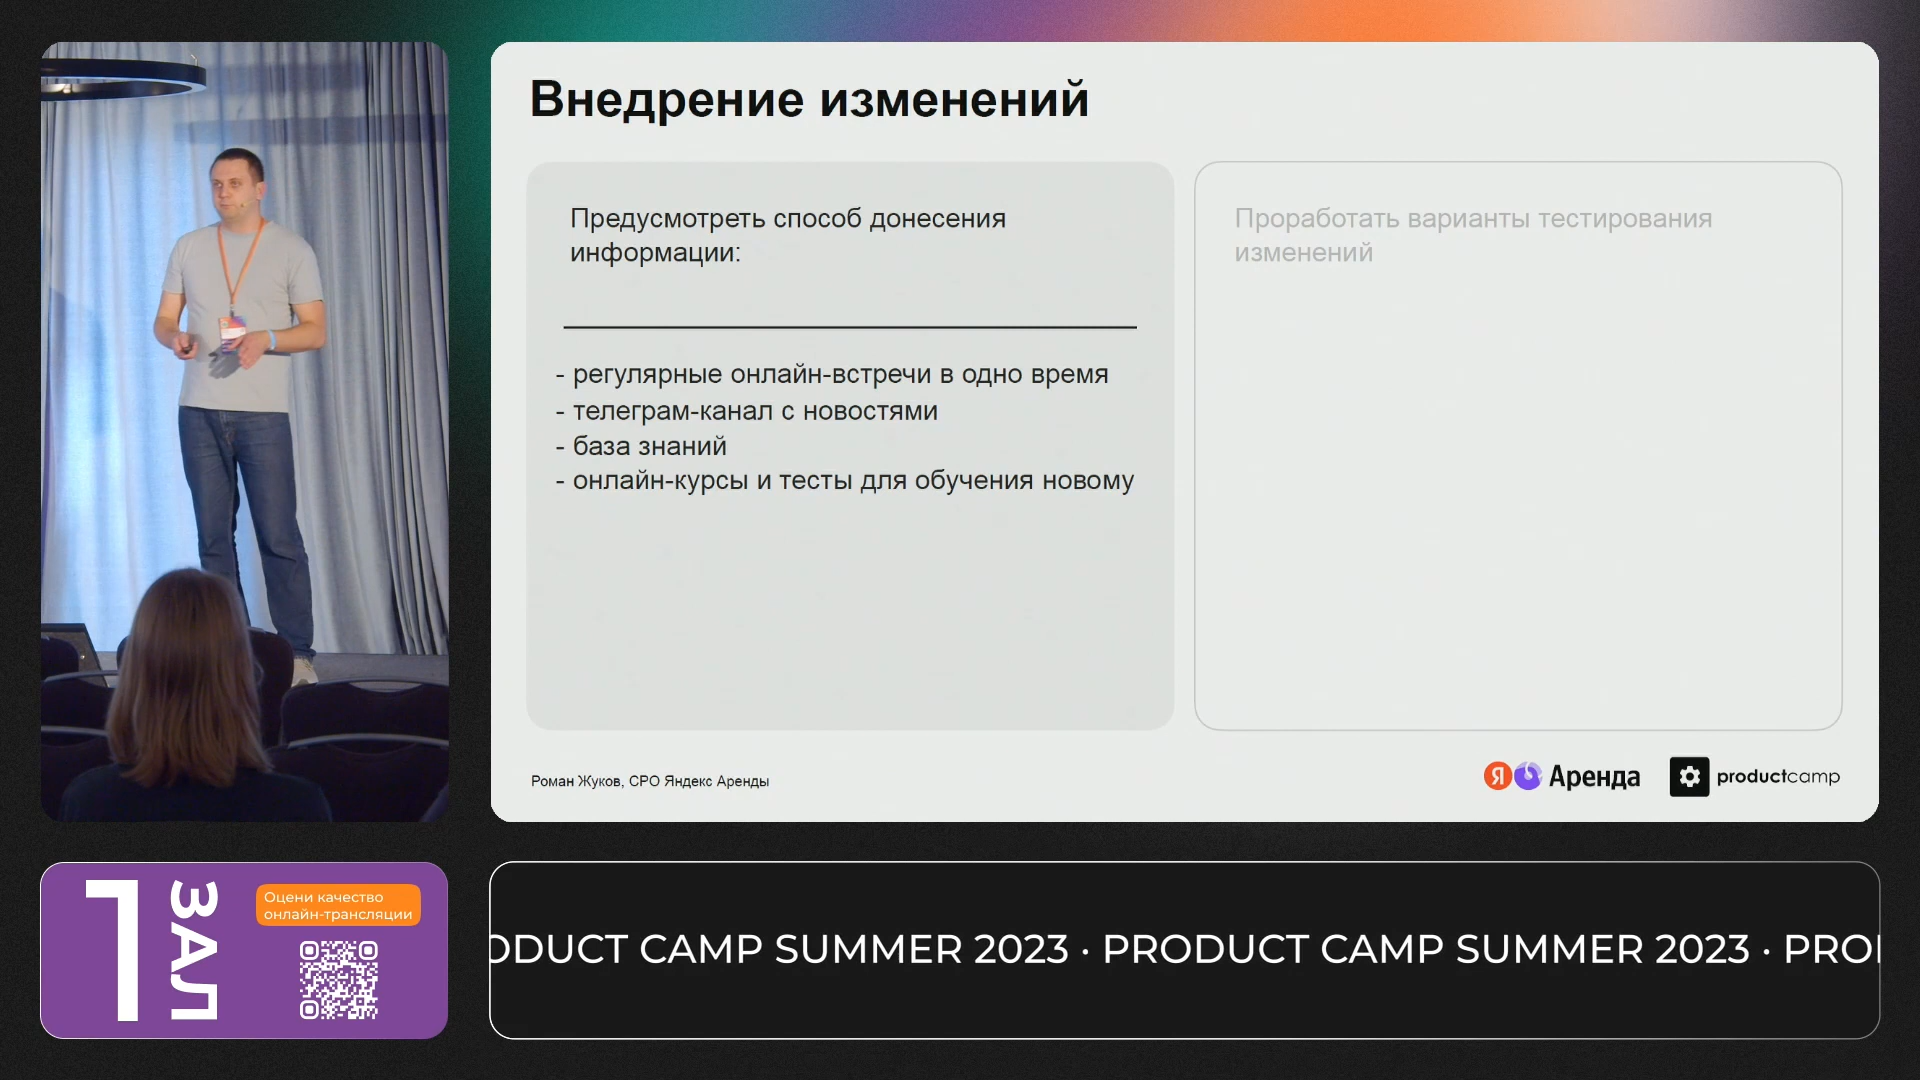 Внедрение изменений
Предусмотреть способ донесения
информации:
- регулярные онлайн-встречи в одно время
- телеграм-канал с новостями
- база знаний
- онлайн-курсы и тесты для обучения новому
Проработать варианты тестирования
изменений
Роман Жуков, CPO Яндекс Аренды
Я Аренда
productcamp
1 ЗАЛ
Оцени качество
онлайн-трансляции
ODUCT CAMP SUMMER 2023 · PRODUCT CAMP SUMMER 2023 · PRO